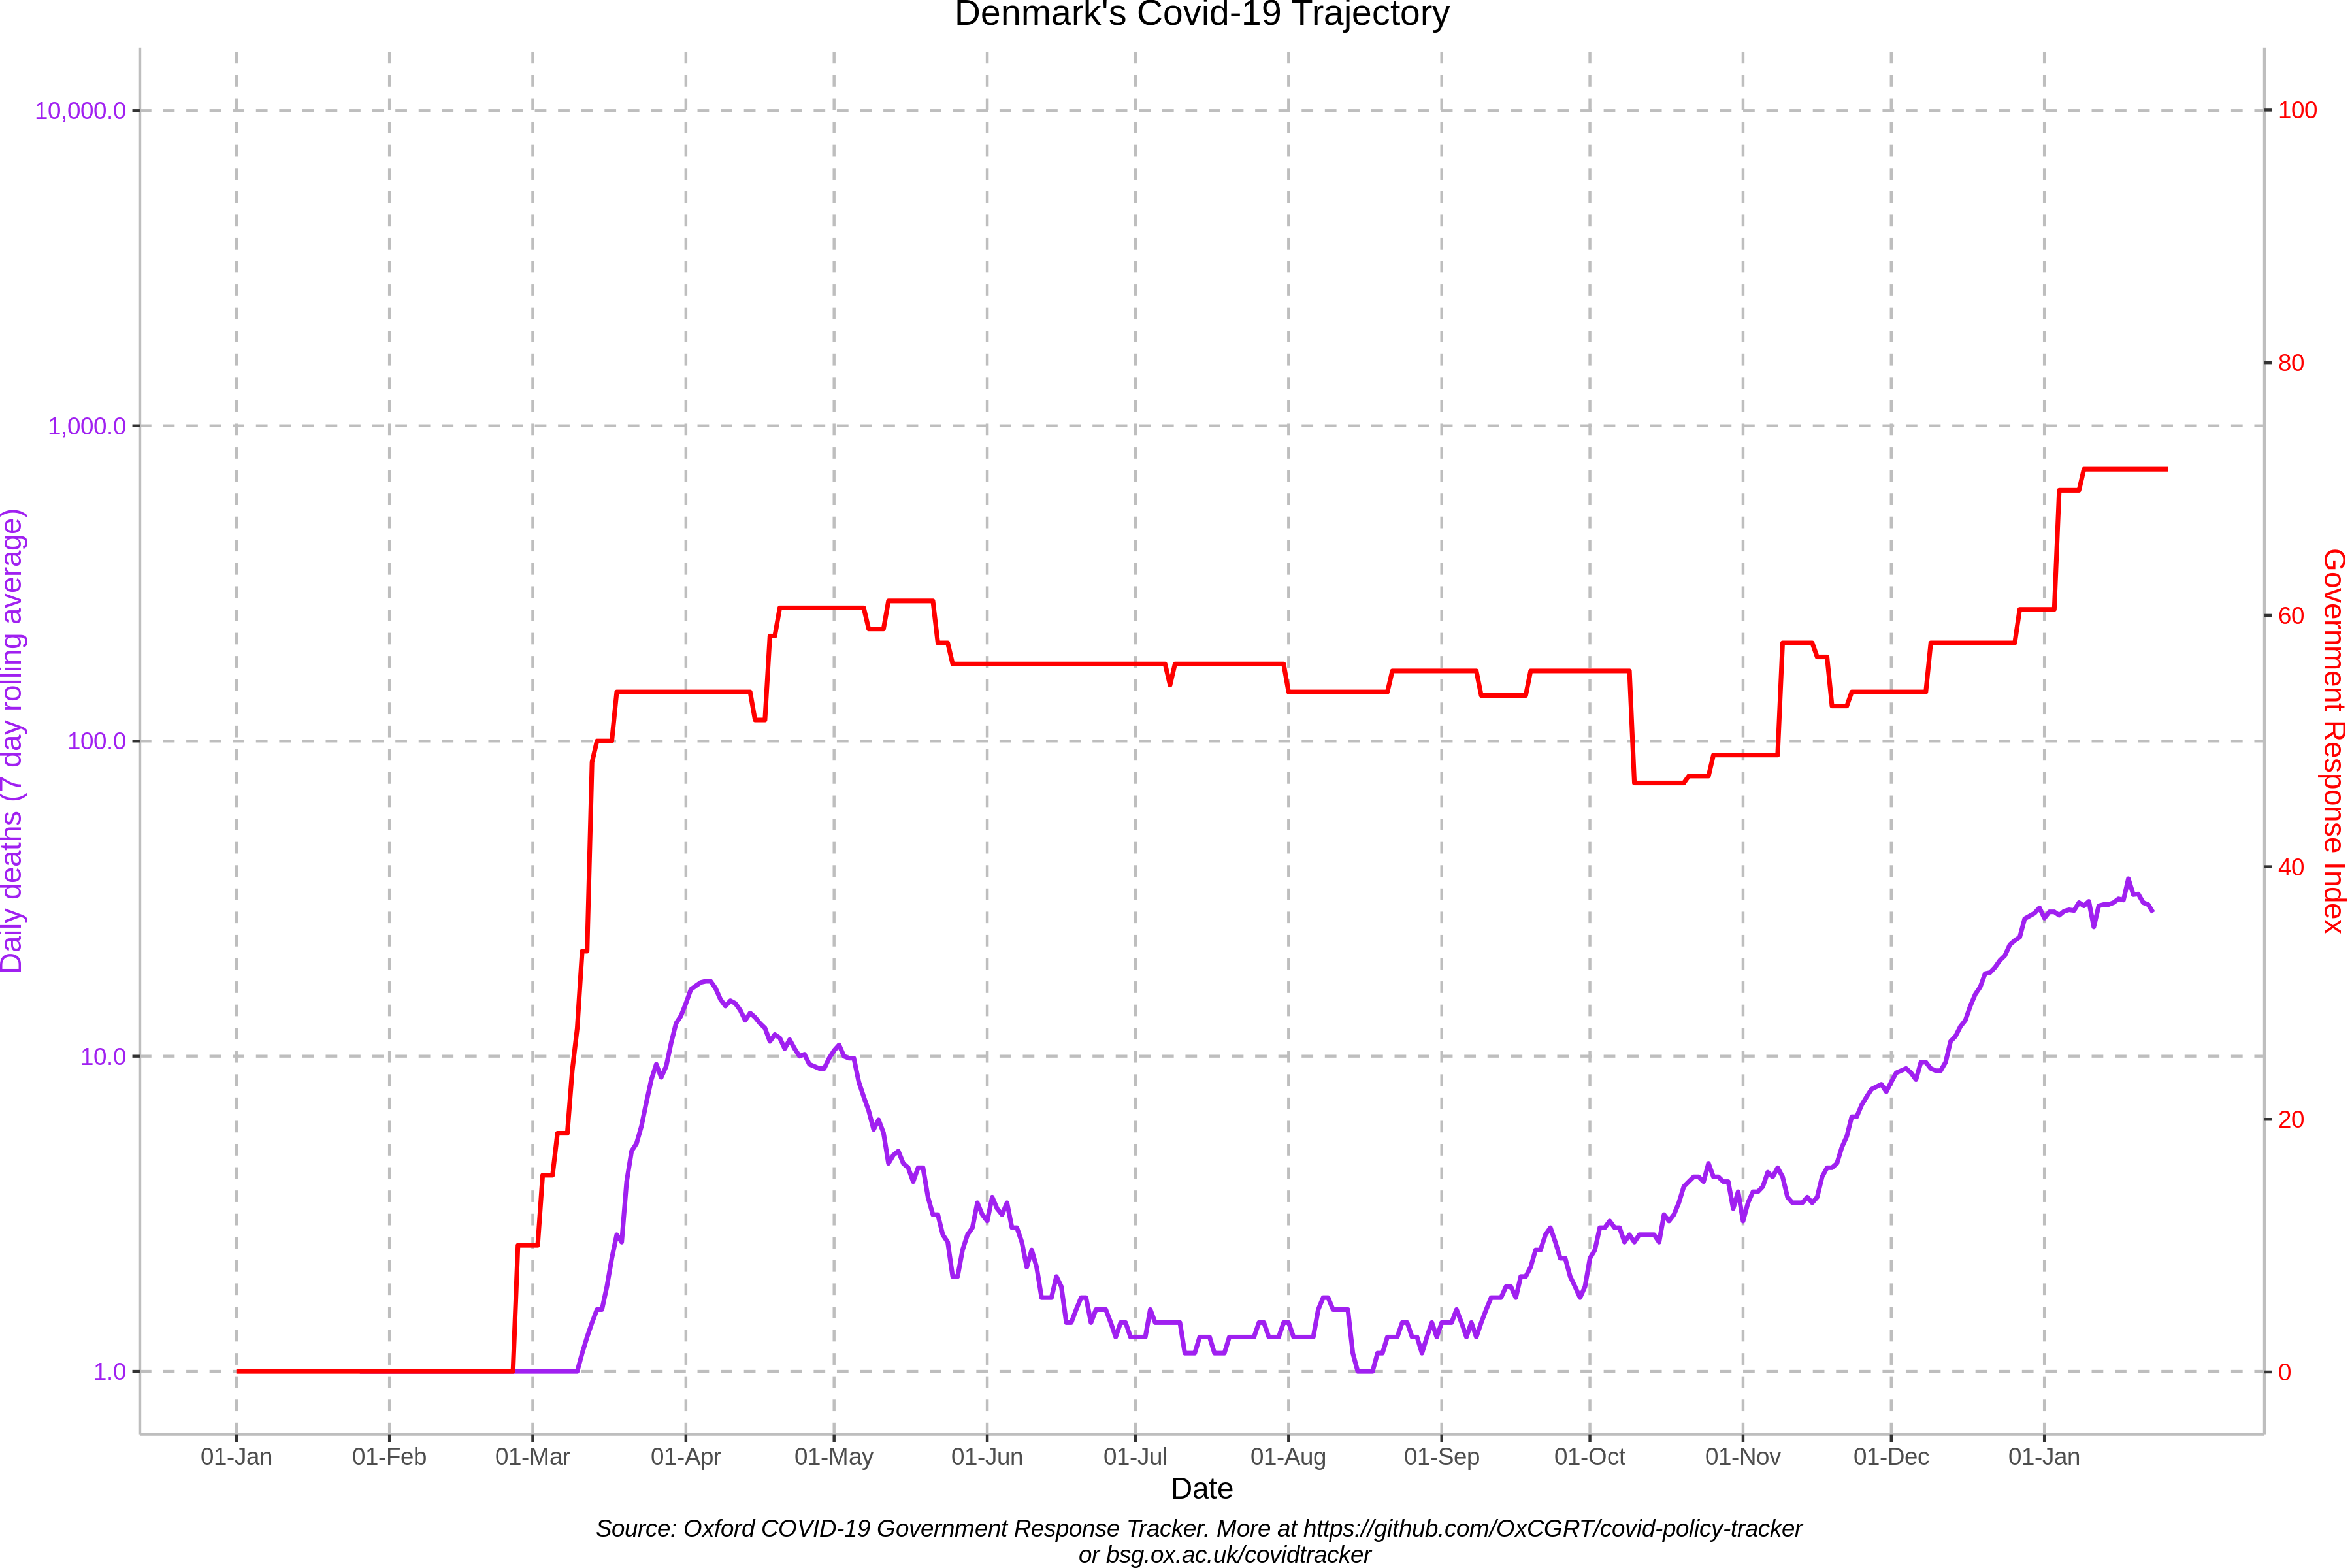 Denmark's Covid-19 Trajectory
10,000.0
1,000.0
100.0
10.0
1.0
Daily deaths (7 day rolling average)
100
80
60
40
20
0
Government Response Index
01-Jan 01-Feb 01-Mar 01-Apr 01-May 01-Jun 01-Jul 01-Aug 01-Sep 01-Oct 01-Nov 01-Dec 01-Jan
Date
Source: Oxford COVID-19 Government Response Tracker. More at https://github.com/OxCGRT/covid-policy-tracker
or bsg.ox.ac.uk/covidtracker